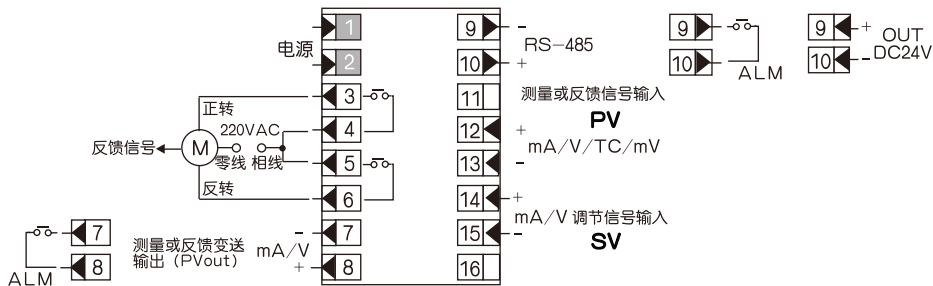 电源
1
2
3
4
5
6
7
8
正转
220VAC
反馈信号
M
零线 相线
反转
测量或反馈变送
输出（PVout）
mA/V
-
+
7
8
ALM
9
-
RS-485
10
+
11
测量或反馈信号输入
PV
12
+
mA/V/TC/mV
13
-
14
+
mA/V 调节信号输入
15
-
SV
16
9
10
ALM
9
+
OUT
10
-
DC24V